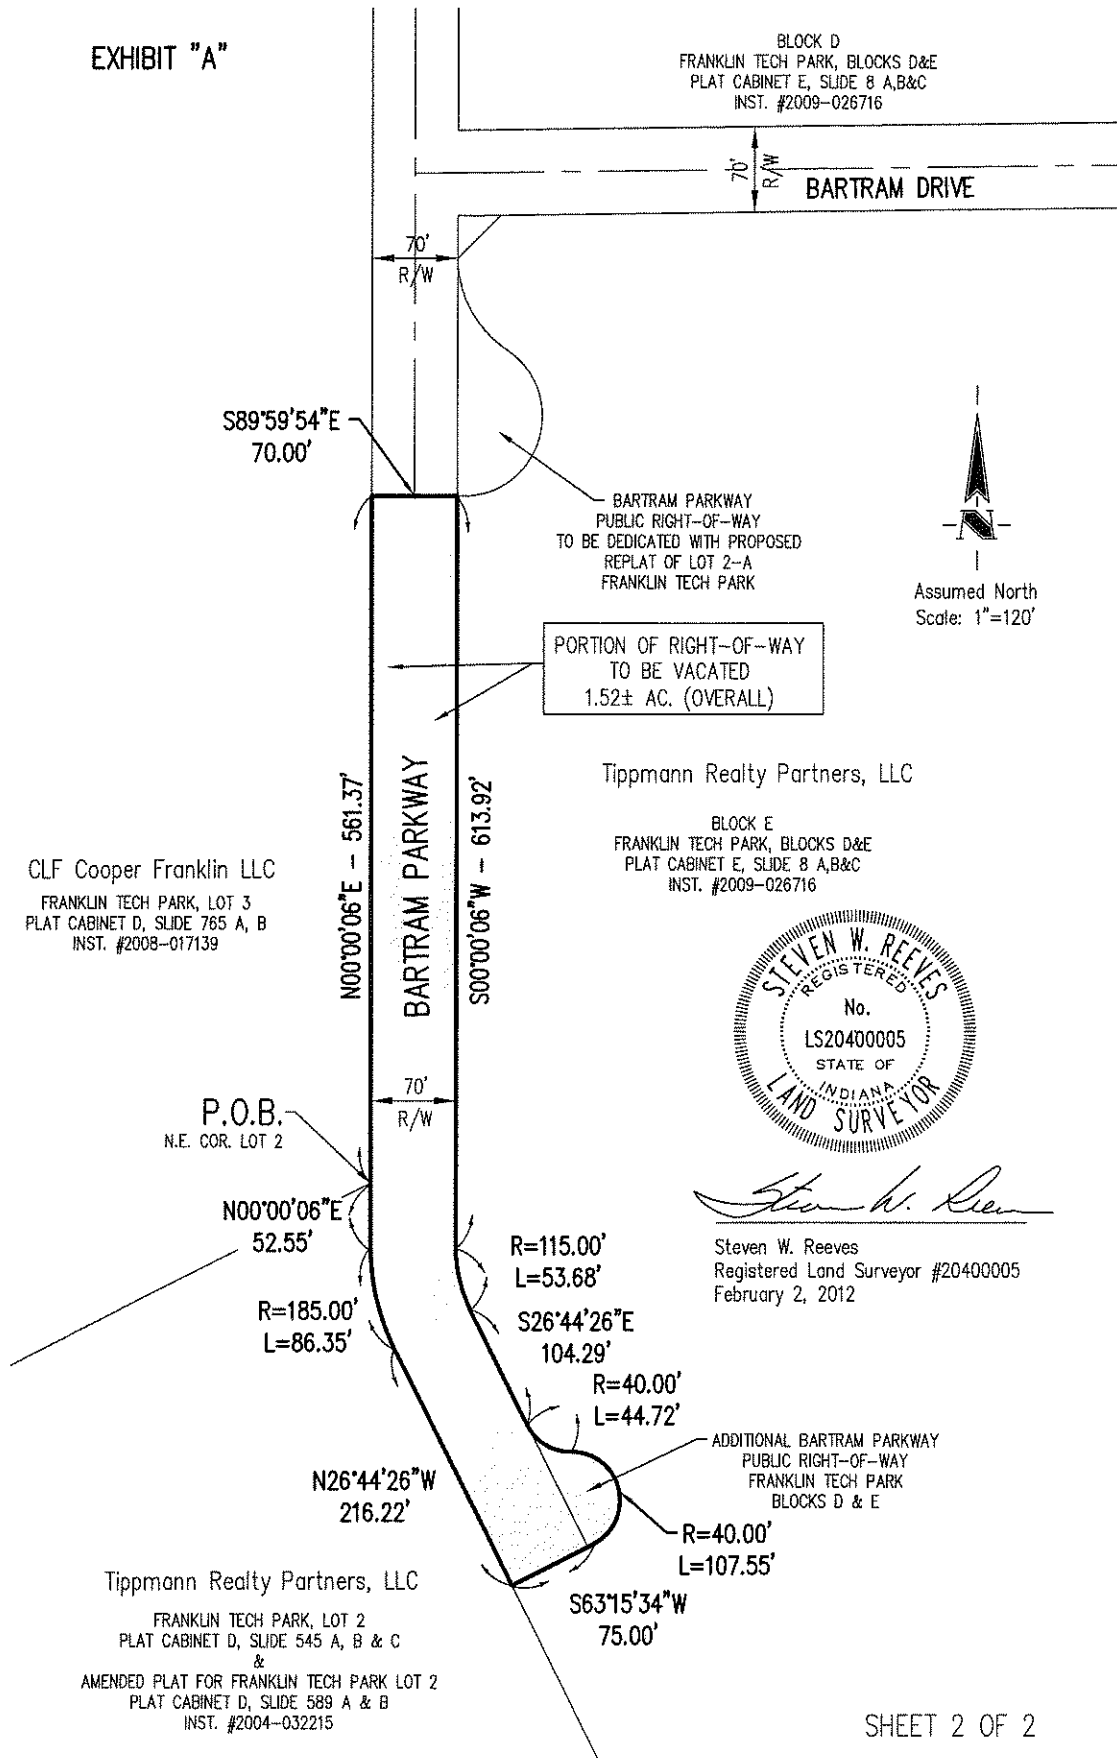 EXHIBIT "A"
BLOCK D
FRANKLIN TECH PARK, BLOCKS D&E
PLAT CABINET E, SLIDE 8 A,B&C
INST. #2009-026716
70'
R/W
BARTRAM DRIVE
70'
R/W
S89°59'54"E
70.00'
BARTRAM PARKWAY
PUBLIC RIGHT-OF-WAY
TO BE DEDICATED WITH PROPOSED
REPLAT OF LOT 2-A
FRANKLIN TECH PARK
N
Assumed North
Scale: 1"=120'
PORTION OF RIGHT-OF-WAY
TO BE VACATED
1.52± AC. (OVERALL)
N00°00'06"E - 561.37'
BARTRAM PARKWAY
S00°00'06"W - 613.92'
Tippmann Realty Partners, LLC
BLOCK E
FRANKLIN TECH PARK, BLOCKS D&E
PLAT CABINET E, SLIDE 8 A,B&C
INST. #2009-026716
CLF Cooper Franklin LLC
FRANKLIN TECH PARK, LOT 3
PLAT CABINET D, SLIDE 765 A, B
INST. #2008-017139
STEVEN W. REEVES
REGISTERED
No.
LS20400005
STATE OF
INDIANA
LAND SURVEYOR
70'
R/W
P.O.B.
N.E. COR. LOT 2
N00°00'06"E
52.55'
R=185.00'
L=86.35'
R=115.00'
L=53.68'
S26°44'26"E
104.29'
R=40.00'
L=44.72'
Steven W. Reeves
Steven W. Reeves
Registered Land Surveyor #20400005
February 2, 2012
ADDITIONAL BARTRAM PARKWAY
PUBLIC RIGHT-OF-WAY
FRANKLIN TECH PARK
BLOCKS D & E
N26°44'26"W
216.22'
R=40.00'
L=107.55'
S63°15'34"W
75.00'
Tippmann Realty Partners, LLC
FRANKLIN TECH PARK, LOT 2
PLAT CABINET D, SLIDE 545 A, B & C
&
AMENDED PLAT FOR FRANKLIN TECH PARK LOT 2
PLAT CABINET D, SLIDE 589 A & B
INST. #2004-032215
SHEET 2 OF 2